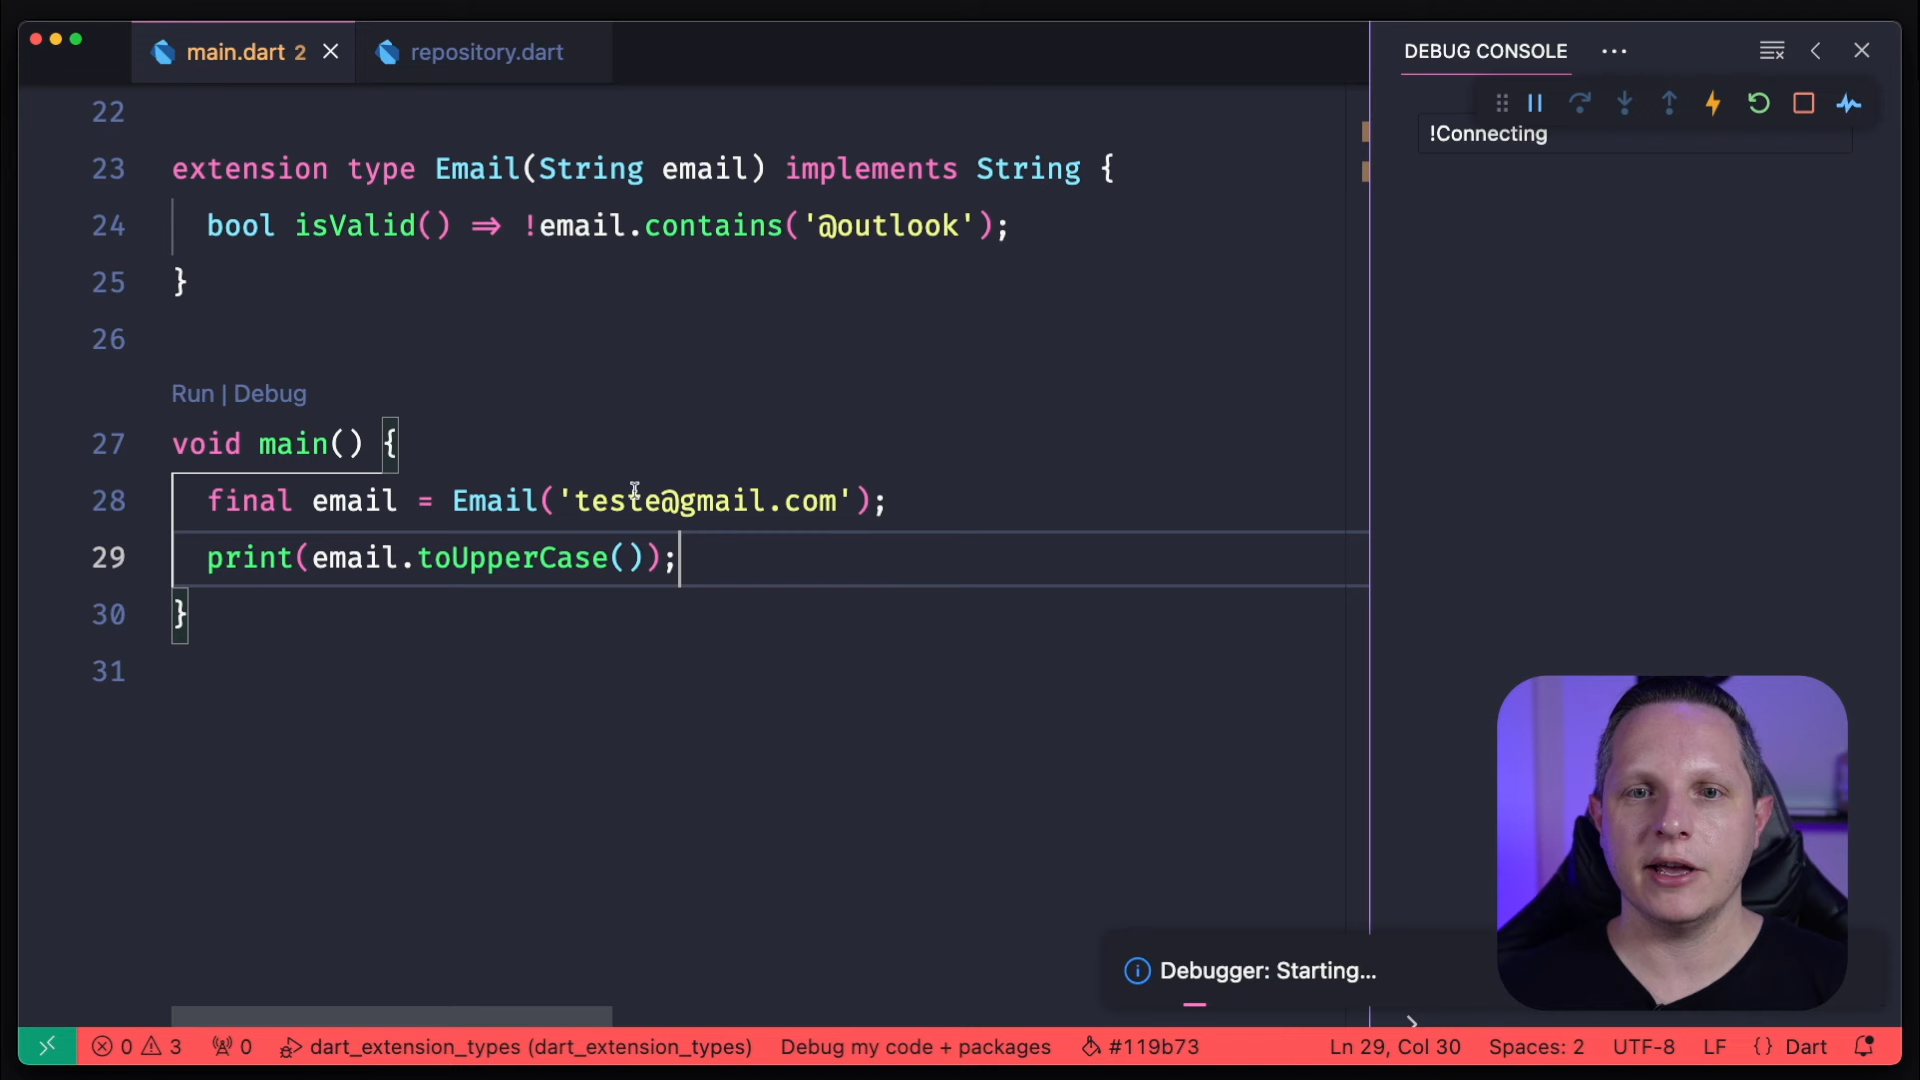 main.dart 2
repository.dart
DEBUG CONSOLE
!Connecting
22
23 extension type Email(String email) implements String {
24 bool isValid() => !email.contains('@outlook');
25 }
26
Run | Debug
27 void main() {
28 final email = Email('teste@gmail.com');
29 print(email.toUpperCase());
30 }
31
Debugger: Starting...
0 3 0 dart_extension_types (dart_extension_types) Debug my code + packages #119b73 Ln 29, Col 30 Spaces: 2 UTF-8 LF {} Dart